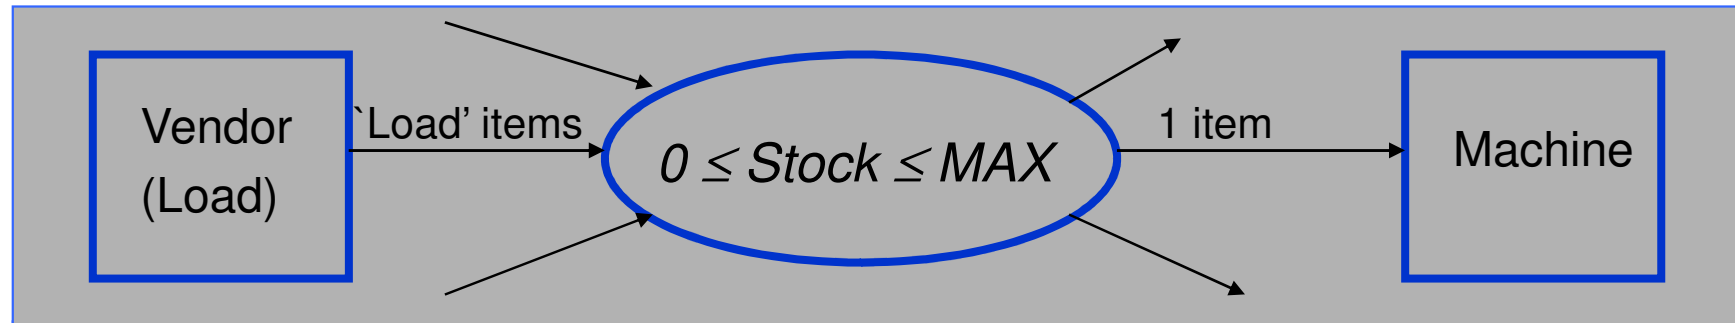 Vendor
(Load)
`Load’ items
0 ≤ Stock ≤ MAX
1 item
Machine